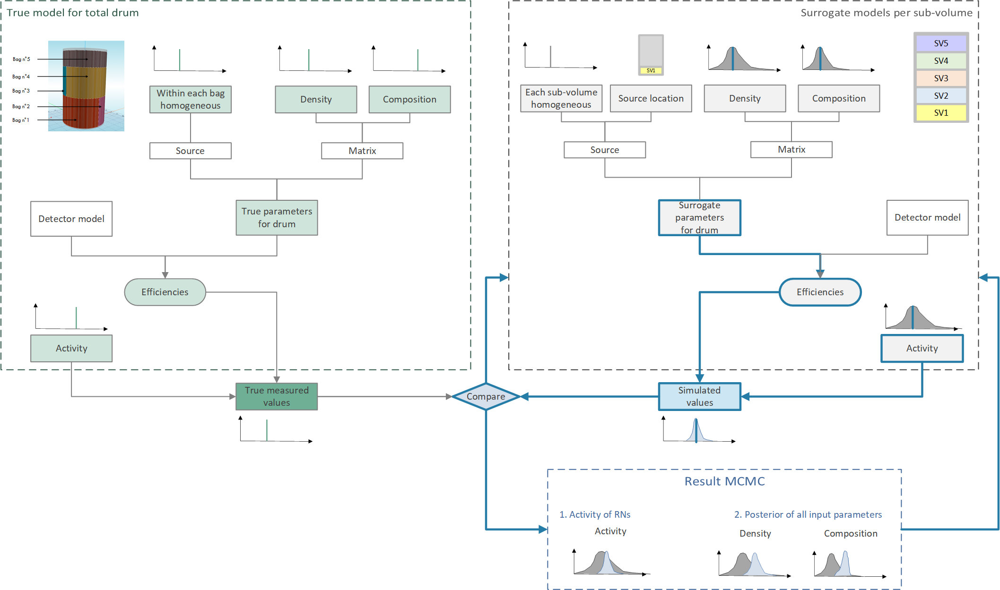 True model for total drum
Bag n°5
Bag n°4
Bag n°3
Bag n°2
Bag n°1
Within each bag
homogeneous
Density
Composition
Source
Matrix
Detector model
True parameters
for drum
Efficiencies
Activity
True measured
values
Compare
Surrogate models per sub-volume
SV1
SV5
SV4
SV3
SV2
SV1
Each sub-volume
homogeneous
Source location
Density
Composition
Source
Matrix
Surrogate
parameters
for drum
Detector model
Efficiencies
Activity
Simulated
values
Result MCMC
1. Activity of RNs
Activity
2. Posterior of all input parameters
Density
Composition